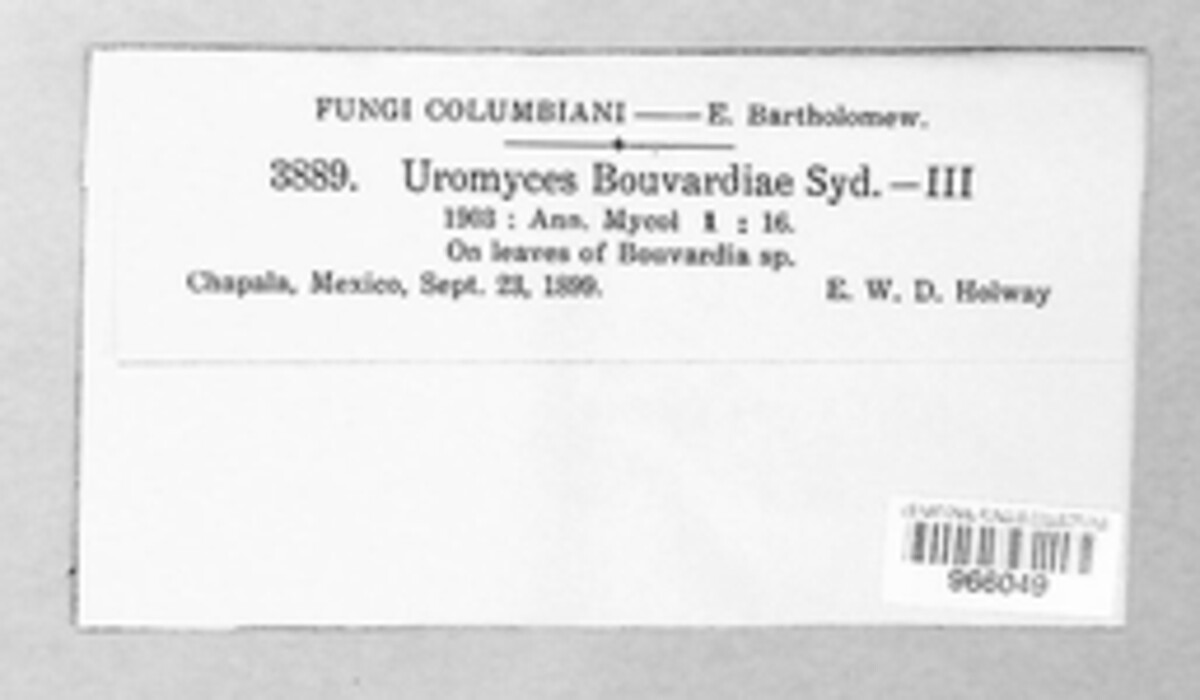 FUNGI COLUMBIANI — E. Bartholomew.
3889. Uromyces Bouvardiae Syd. — III
1903 : Ann. Mycol 1 : 16.
On leaves of Bouvardia sp.
Chapala, Mexico, Sept. 23, 1899. E. W. D. Holway
966049